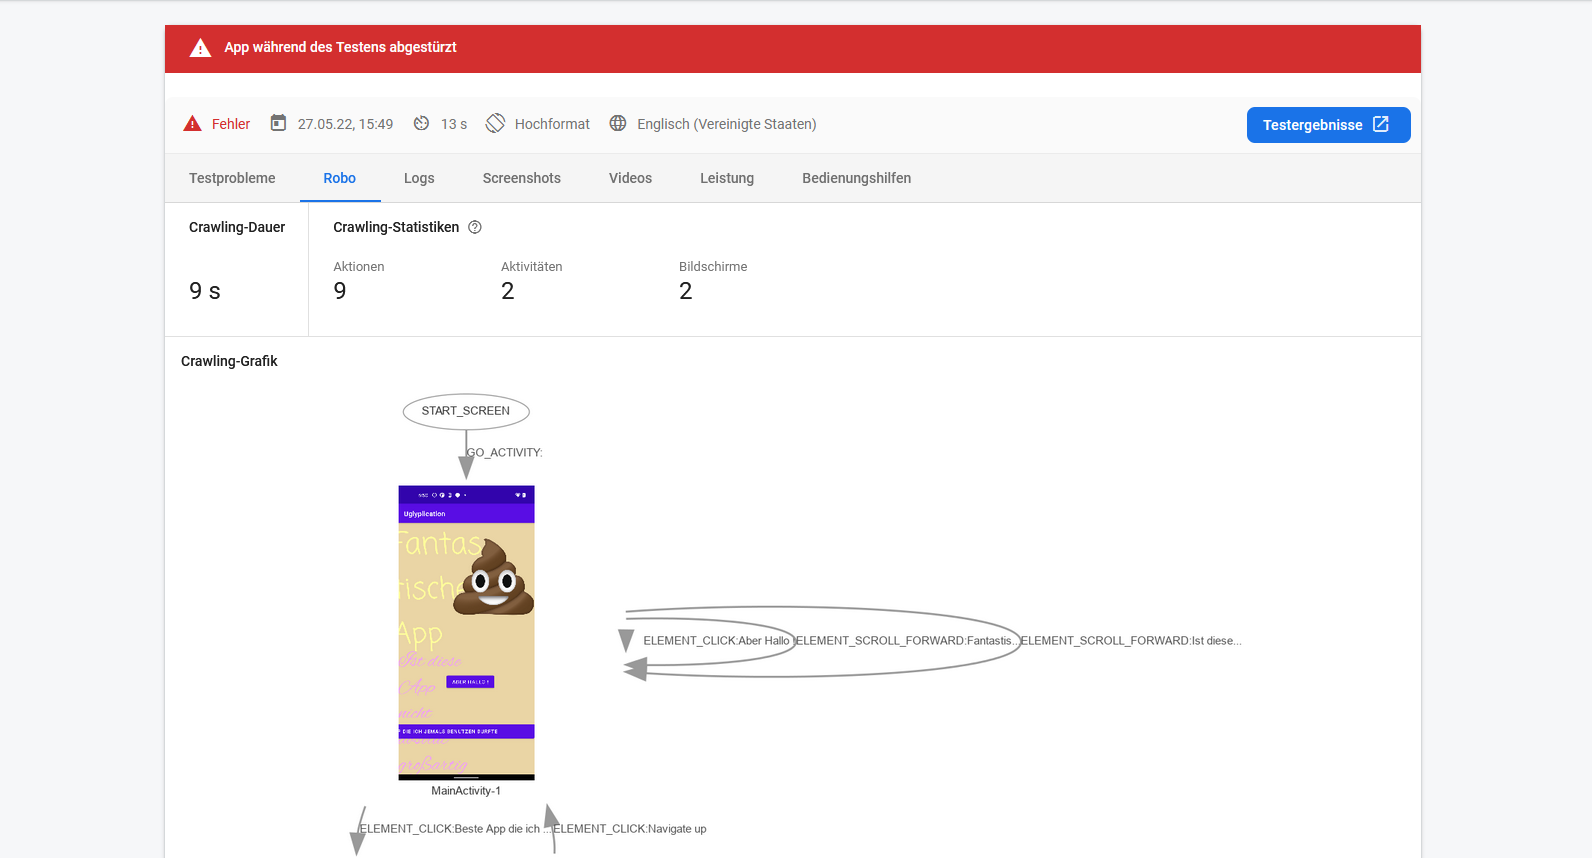 App während des Testens abgestürzt
Fehler 27.05.22, 15:49 13 s Hochformat Englisch (Vereinigte Staaten) Testergebnisse
Testprobleme Robo Logs Screenshots Videos Leistung Bedienungshilfen
Crawling-Dauer Crawling-Statistiken
Aktionen Aktivitäten Bildschirme
9 s 9 2 2
Crawling-Grafik
START_SCREEN
GO_ACTIVITY:
Uglyplication
Fantas
rische
App
Ist diese
App
ABER HALLO !
nicht
DIE ICH JEMALS BENUTZEN DURFTE
großartig
MainActivity-1
ELEMENT_CLICK:Aber Hallo ! ELEMENT_SCROLL_FORWARD:Fantastis... ELEMENT_SCROLL_FORWARD:Ist diese...
ELEMENT_CLICK:Beste App die ich ... ELEMENT_CLICK:Navigate up